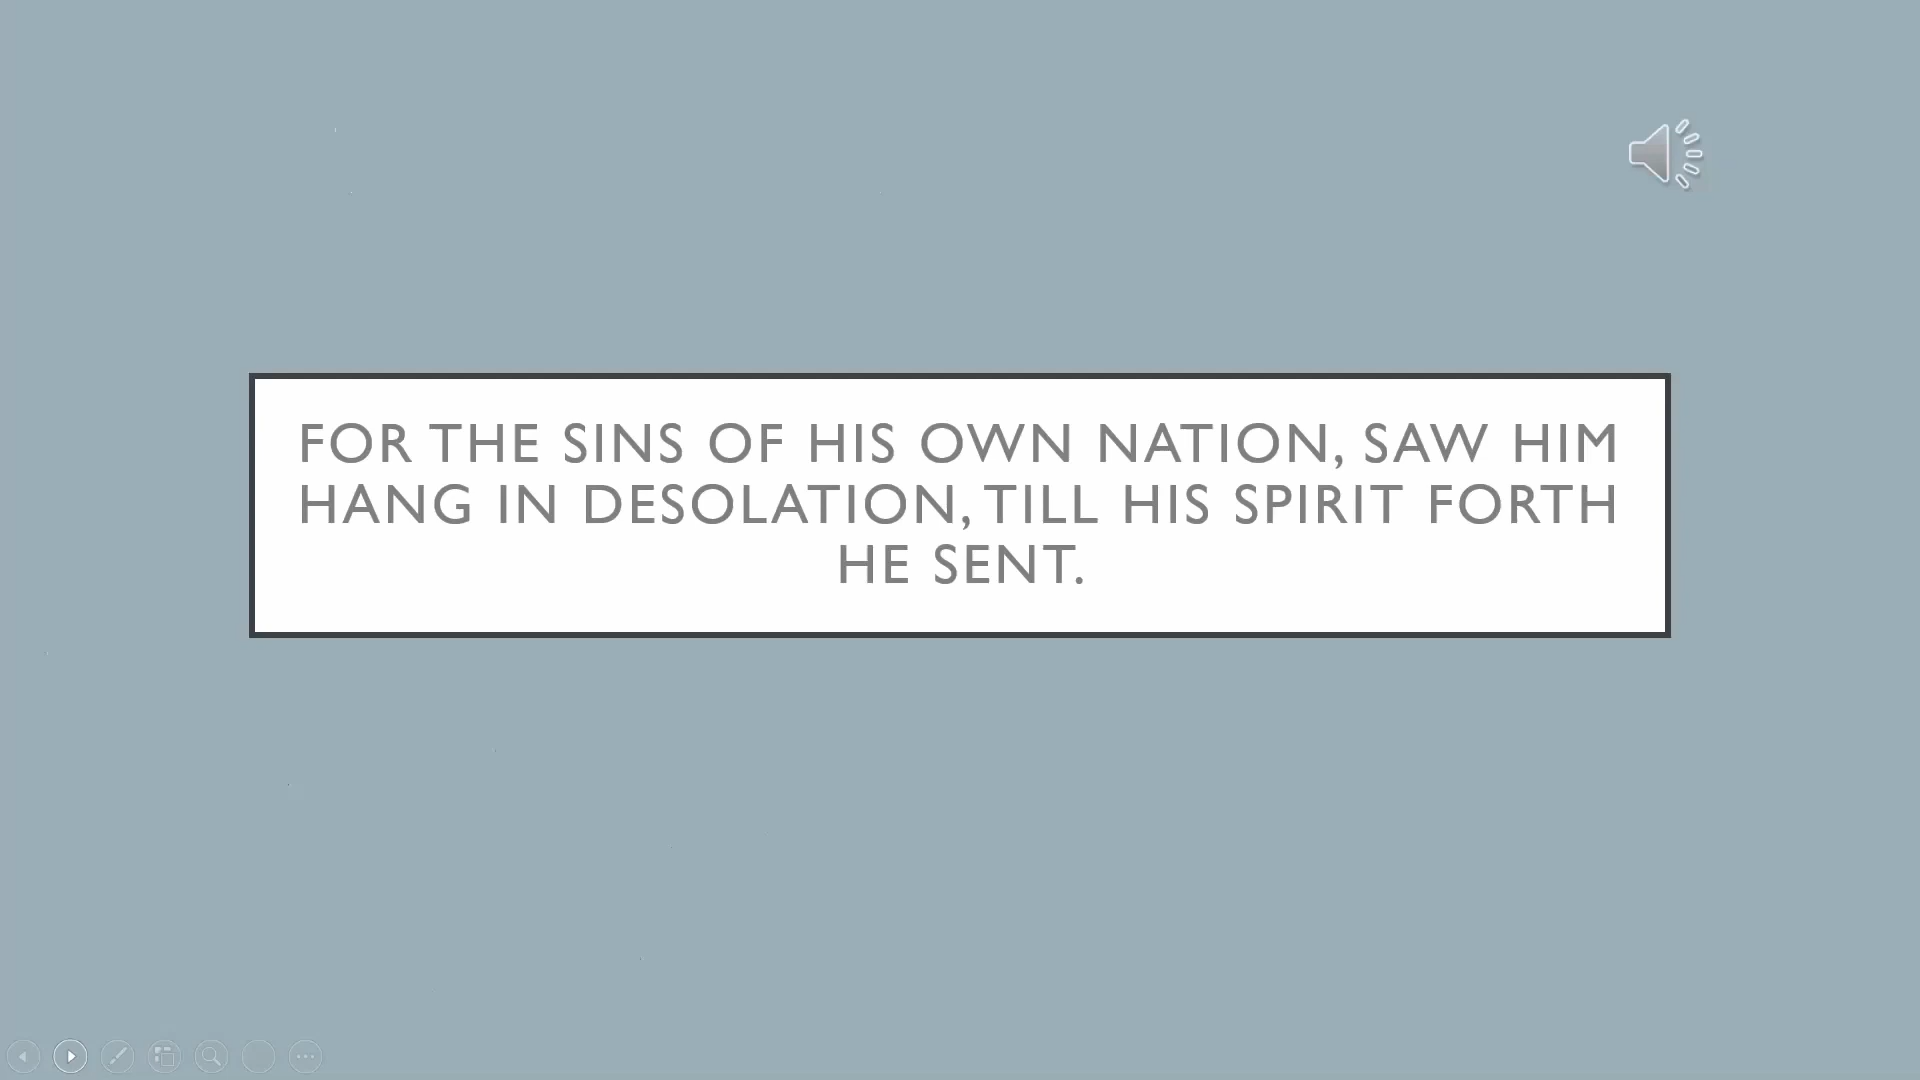 FOR THE SINS OF HIS OWN NATION, SAW HIM
HANG IN DESOLATION, TILL HIS SPIRIT FORTH
HE SENT.